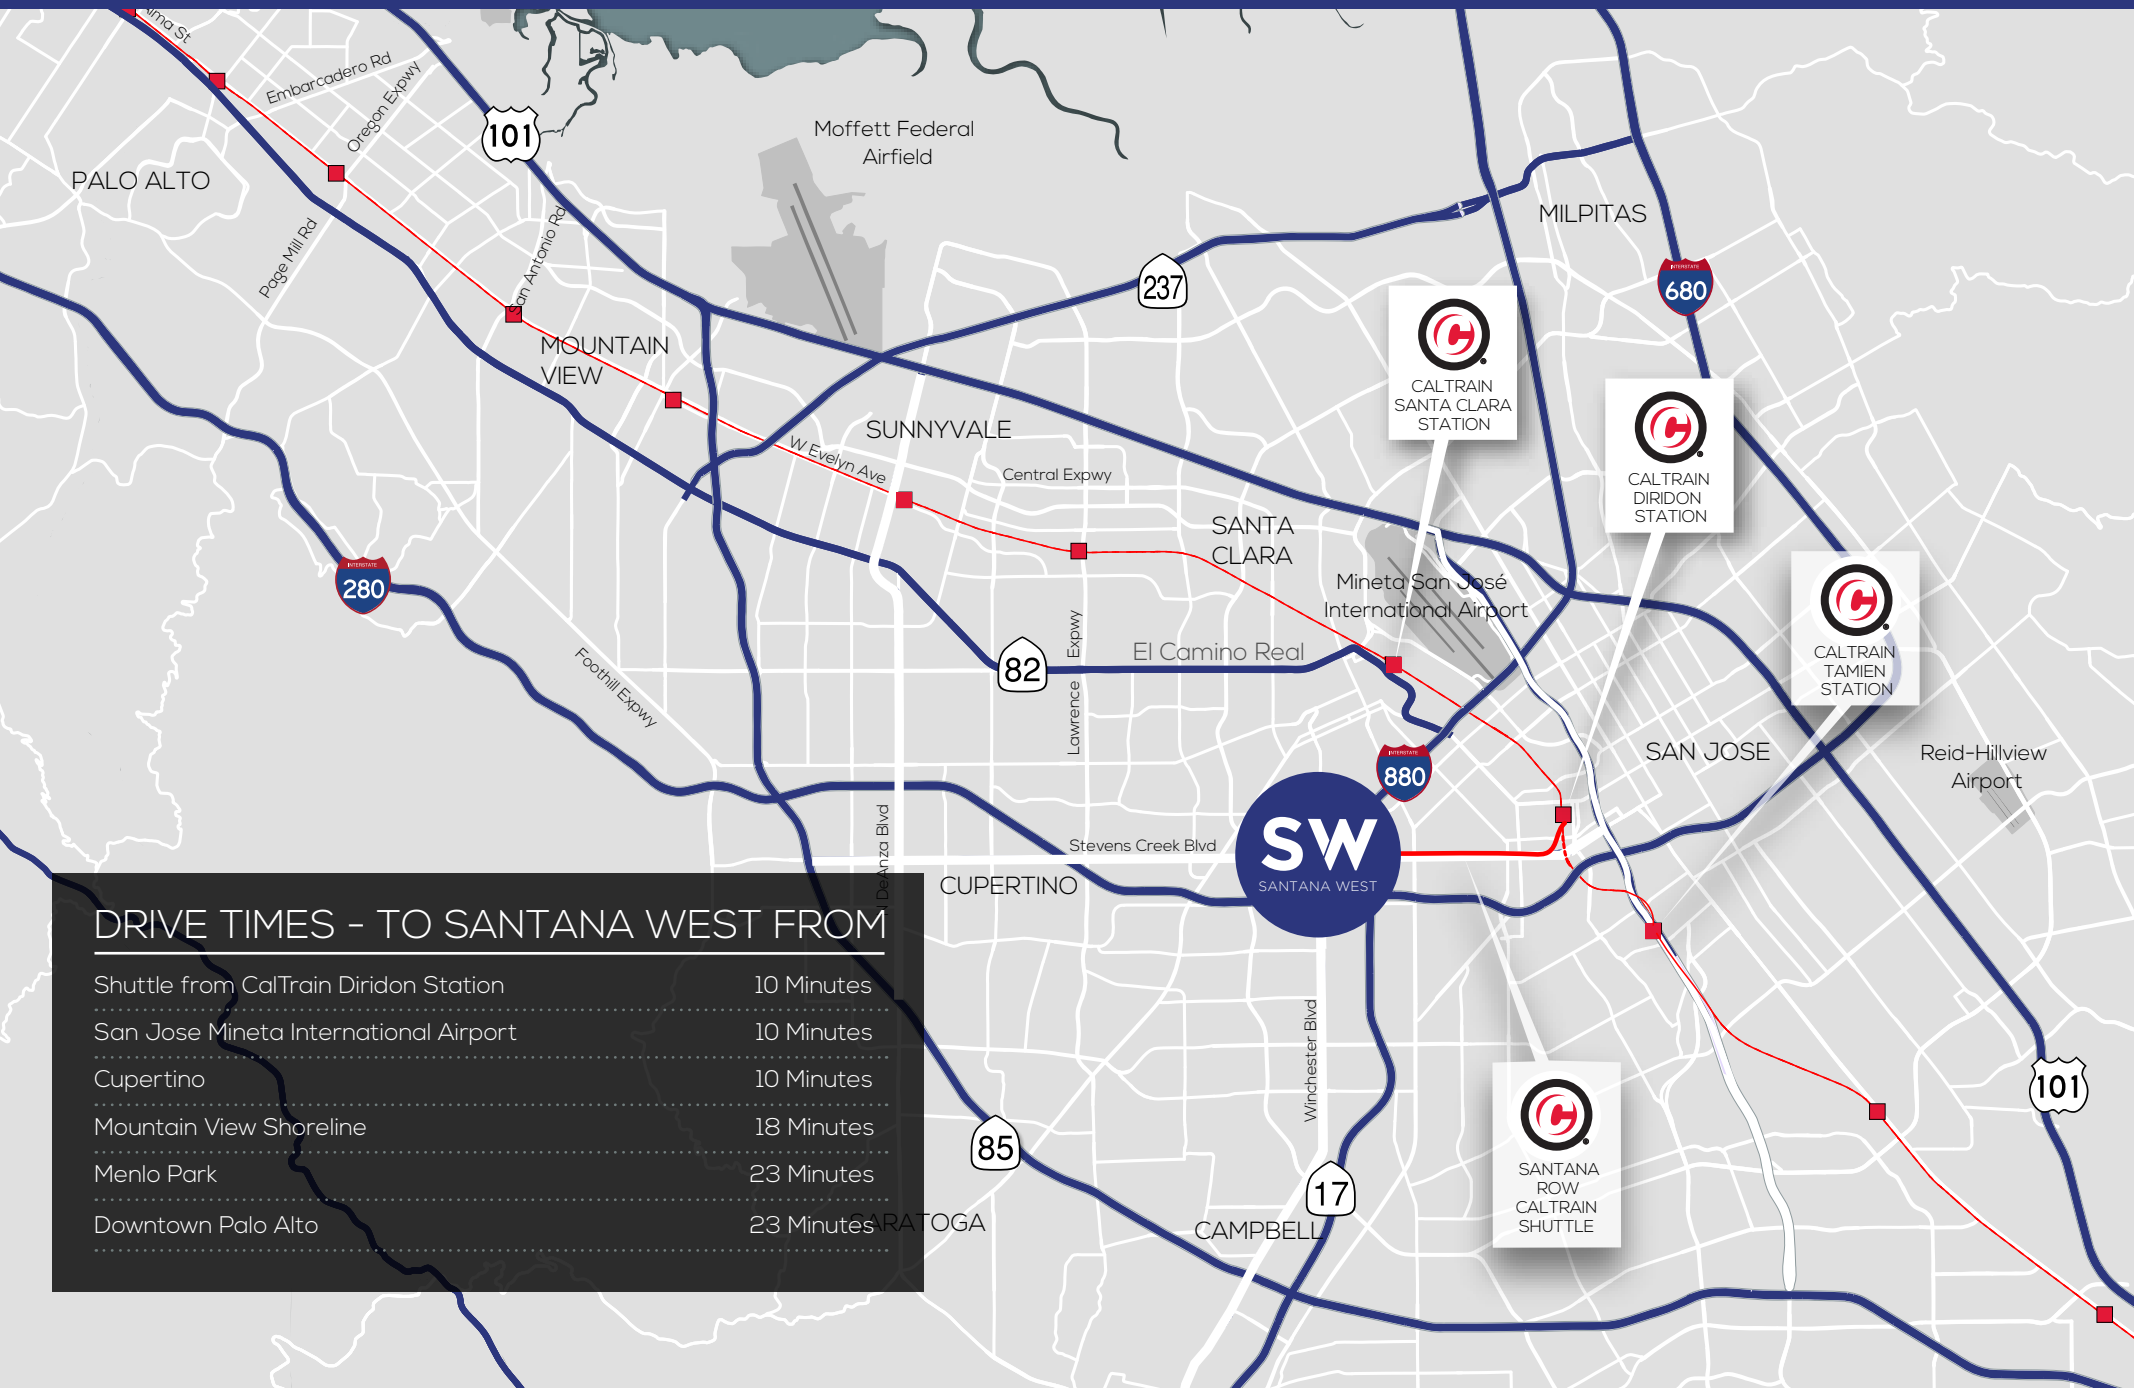 Alma St
Embarcadero Rd
Oregon Expwy
101
Moffett Federal
Airfield
PALO ALTO
Page Mill Rd
San Antonio Rd
MILPITAS
237
INTERSTATE
680
MOUNTAIN
VIEW
CALTRAIN
SANTA CLARA
STATION
SUNNYVALE
W Evelyn Ave
Central Expwy
CALTRAIN
DIRIDON
STATION
SANTA
CLARA
Mineta San José
International Airport
INTERSTATE
280
Foothill Expwy
82
Lawrence Expwy
El Camino Real
CALTRAIN
TAMIEN
STATION
SAN JOSE
Reid-Hillview
Airport
INTERSTATE
880
DeAnza Blvd
Stevens Creek Blvd
SW
SANTANA WEST
CUPERTINO
DRIVE TIMES - TO SANTANA WEST FROM
Shuttle from CalTrain Diridon Station 10 Minutes
San Jose Mineta International Airport 10 Minutes
Cupertino 10 Minutes
Mountain View Shoreline 18 Minutes
Menlo Park 23 Minutes
Downtown Palo Alto 23 Minutes
SARATOGA
85
Winchester Blvd
17
CAMPBELL
SANTANA
ROW
CALTRAIN
SHUTTLE
101